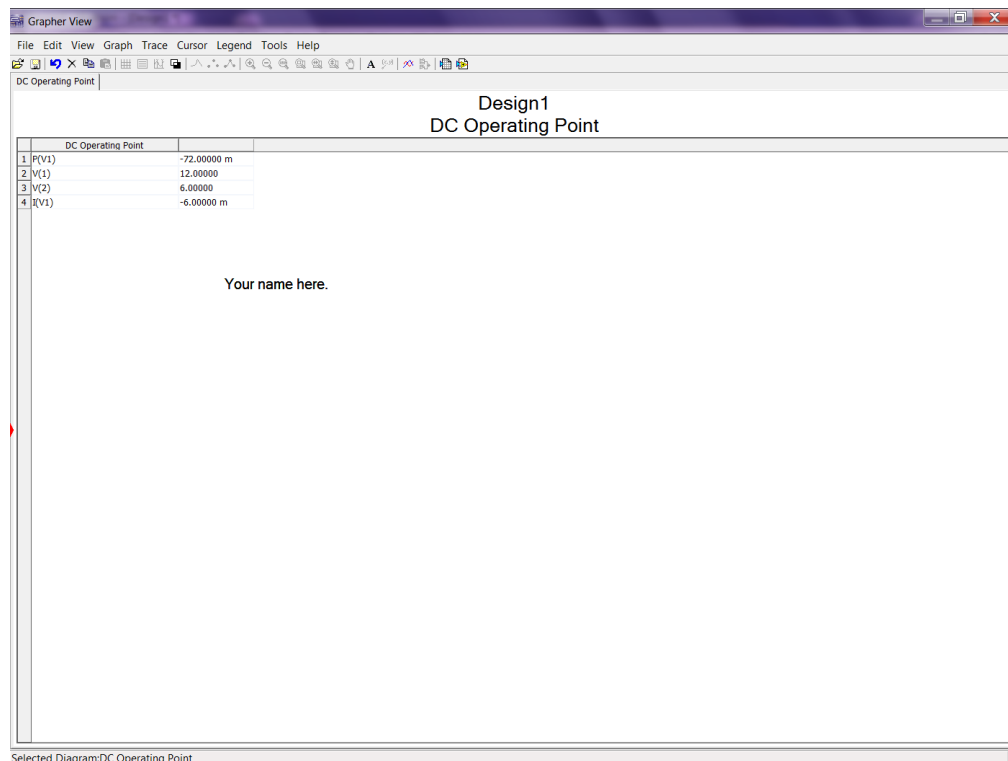 Grapher View
File Edit View Graph Trace Cursor Legend Tools Help
A
DC Operating Point
Design1
DC Operating Point
DC Operating Point
1 P(V1) -72.00000 m
2 V(1) 12.00000
3 V(2) 6.00000
4 I(V1) -6.00000 m
Your name here.
Selected Diagram:DC Operating Point